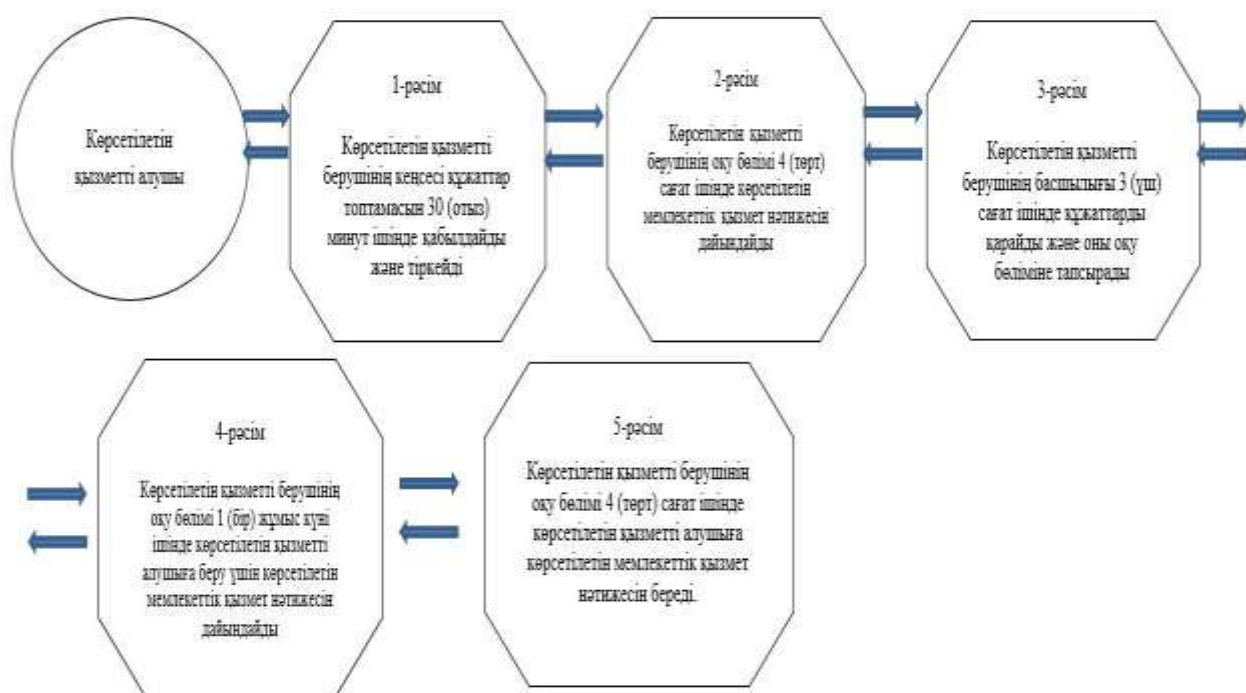 Көрсетілетін
қызметті алушы
1-рәсім
Көрсетілетін қызметті
берушінің кеңсесі құжаттар
топтамасын 30 (отыз)
минут ішінде қабылдайды
және тіркейді
2-рәсім
Көрсетілетін қызметті
берушінің оқу бөлімі 4 (төрт)
сағат ішінде көрсетілетін
мемлекеттік қызмет нәтижесін
дайындайды
3-рәсім
Көрсетілетін қызметті
берушінің басшылығы 3 (үш)
сағат ішінде құжаттарды
қарайды және оны оқу
бөліміне тапсырады
4-рәсім
Көрсетілетін қызметті берушінің
оқу бөлімі 1 (бір) жұмыс күні
ішінде көрсетілетін қызметті
алушыға беру үшін көрсетілетін
мемлекеттік қызмет нәтижесін
дайындайды
5-рәсім
Көрсетілетін қызметті берушінің
оқу бөлімі 4 (төрт) сағат ішінде
көрсетілетін қызметті алушыға
көрсетілетін мемлекеттік қызмет
нәтижесін береді.